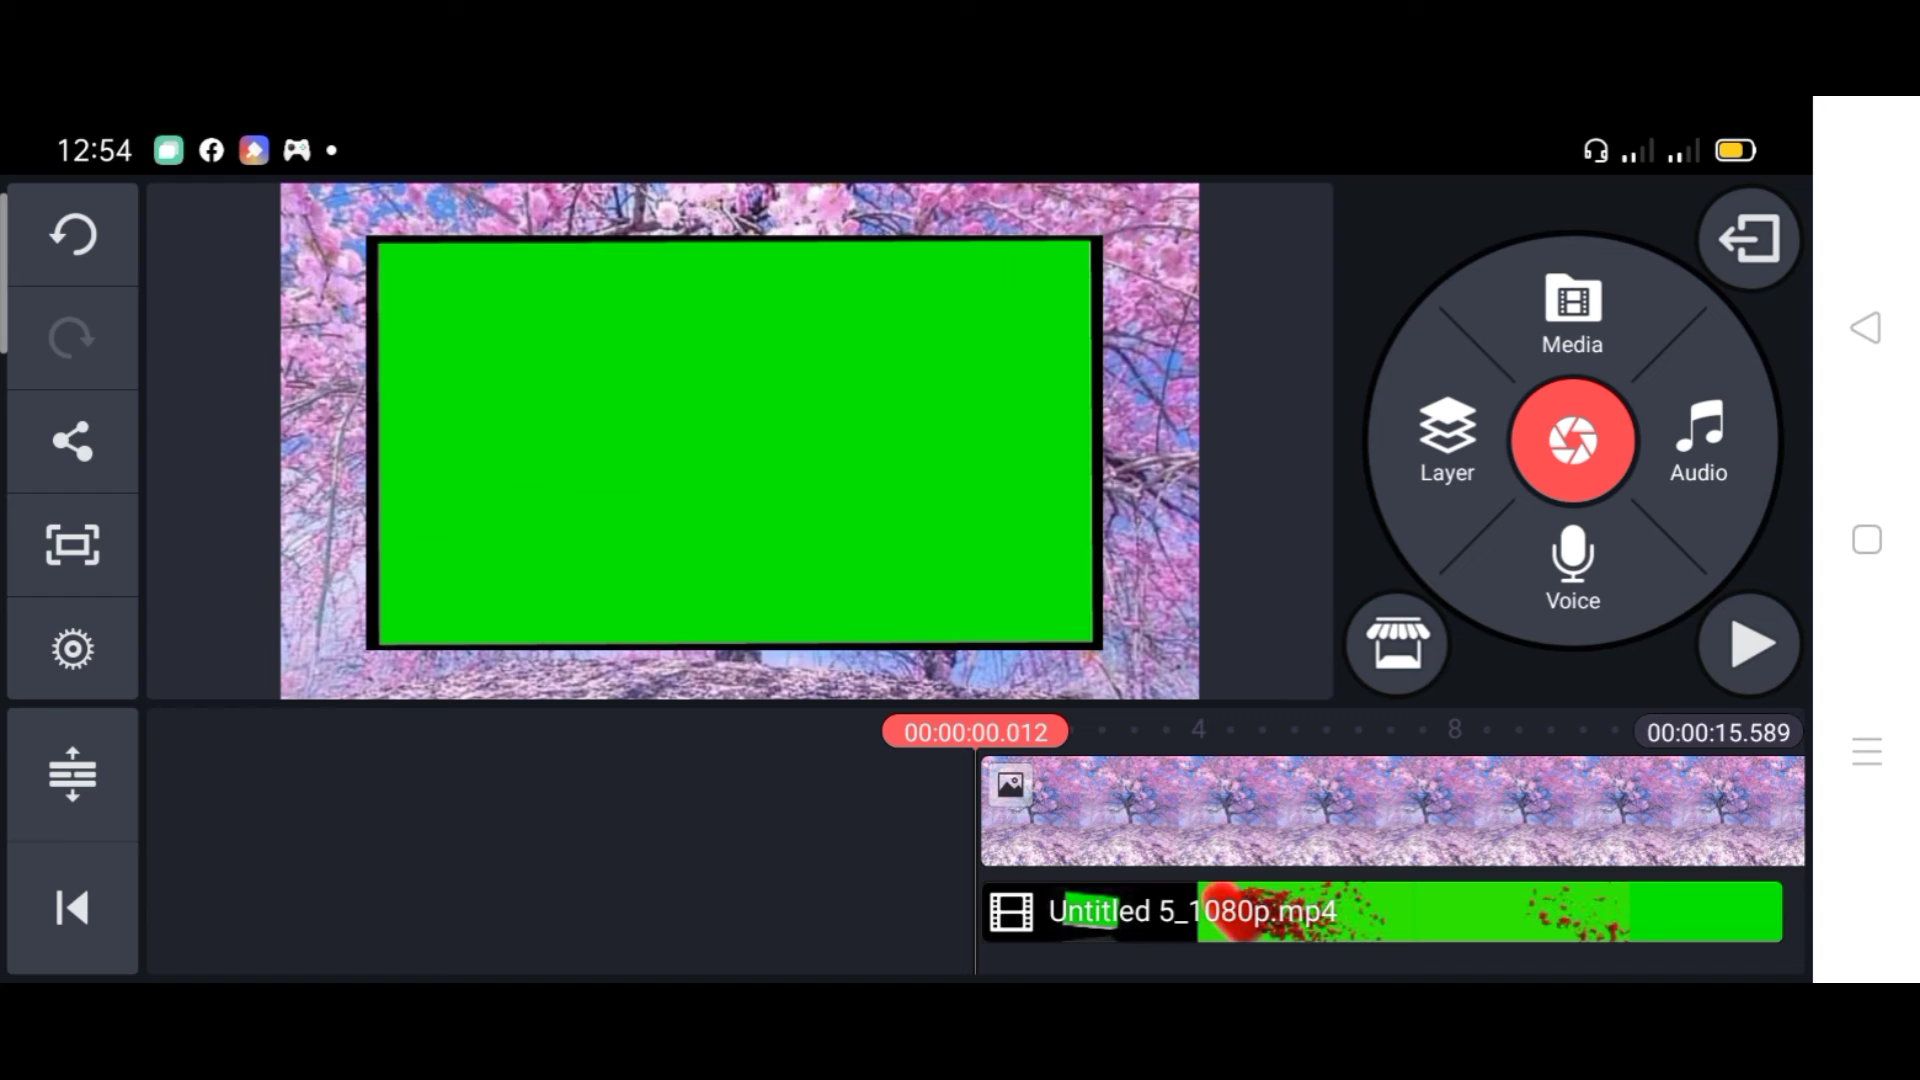 12:54
Media
Layer
Audio
Voice
00:00:00.012
4
8
00:00:15.589
Untitled 5_1080p.mp4